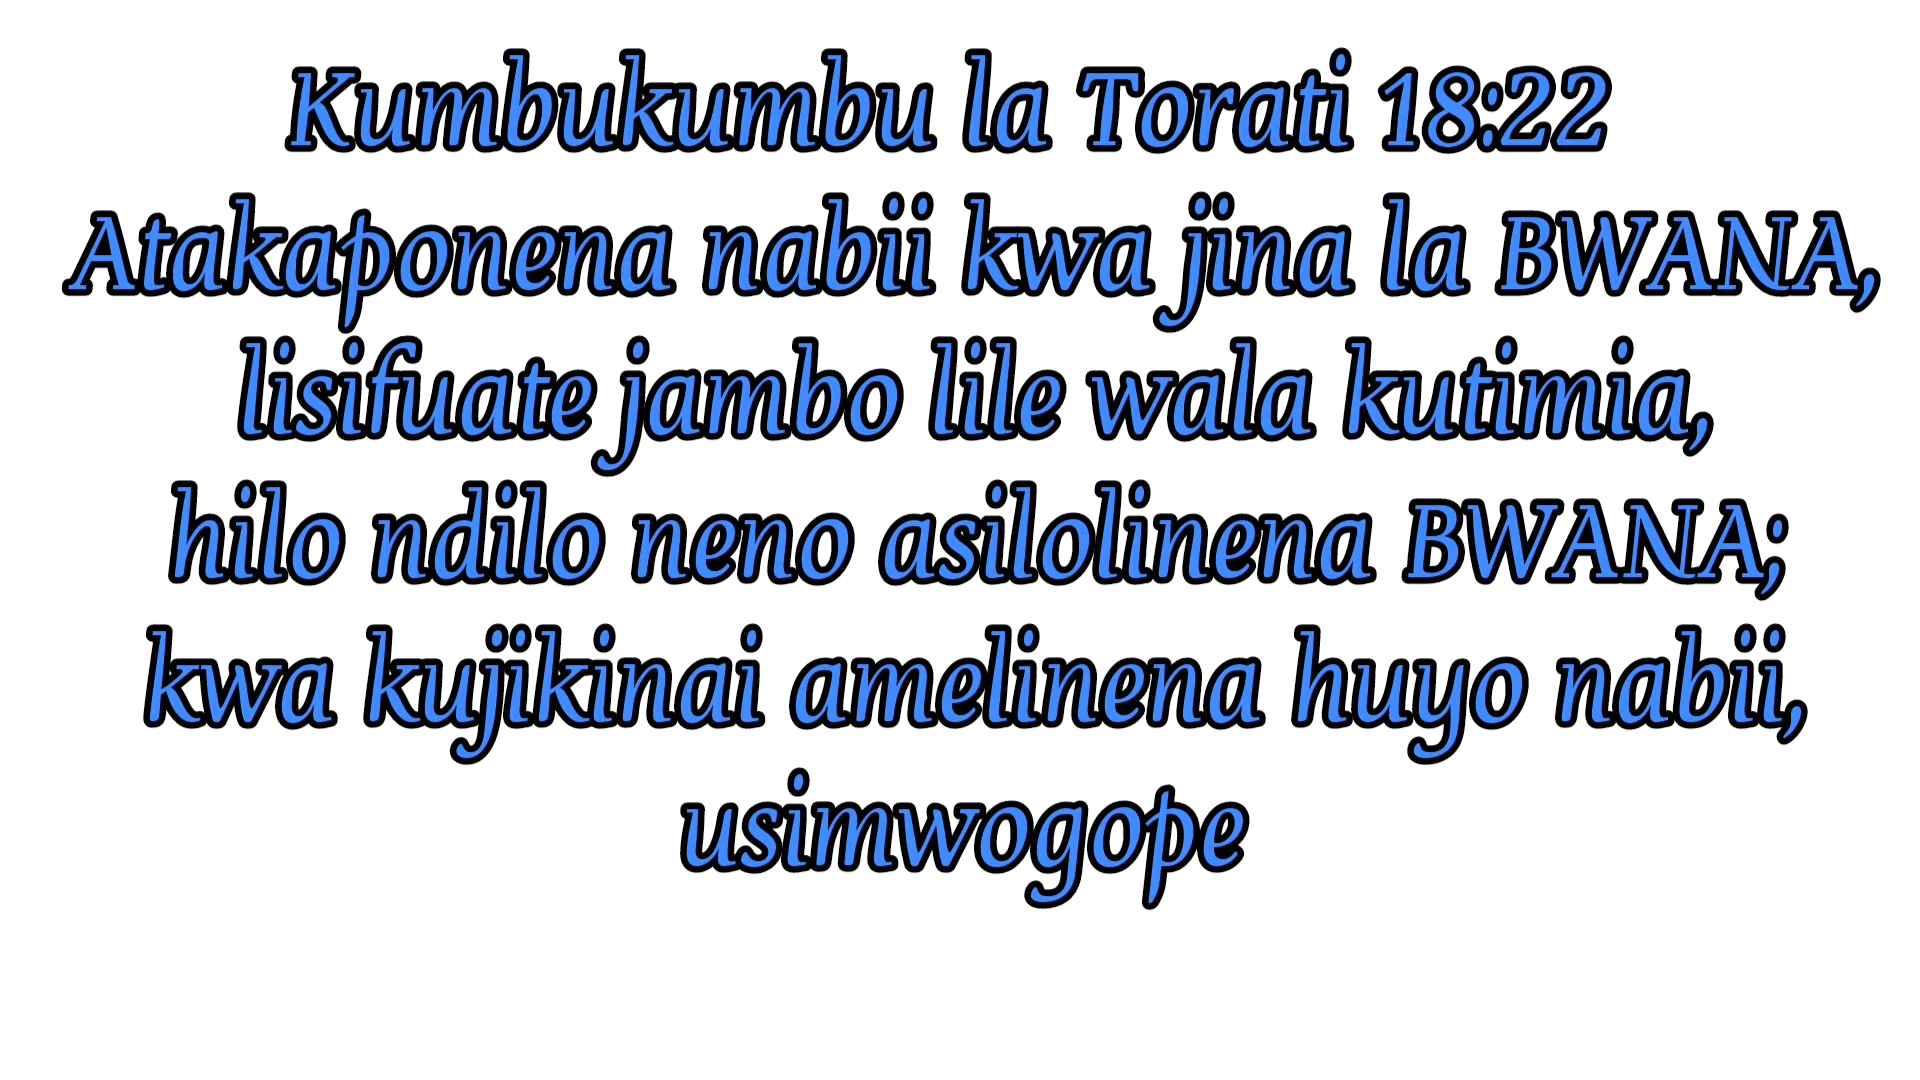 Kumbukumbu la Torati 18:22
Atakaponena nabii kwa jina la BWANA,
lisifuate jambo lile wala kutimia,
hilo ndilo neno asilolinena BWANA;
kwa kujikinai amelinena huyo nabii,
usimwogope